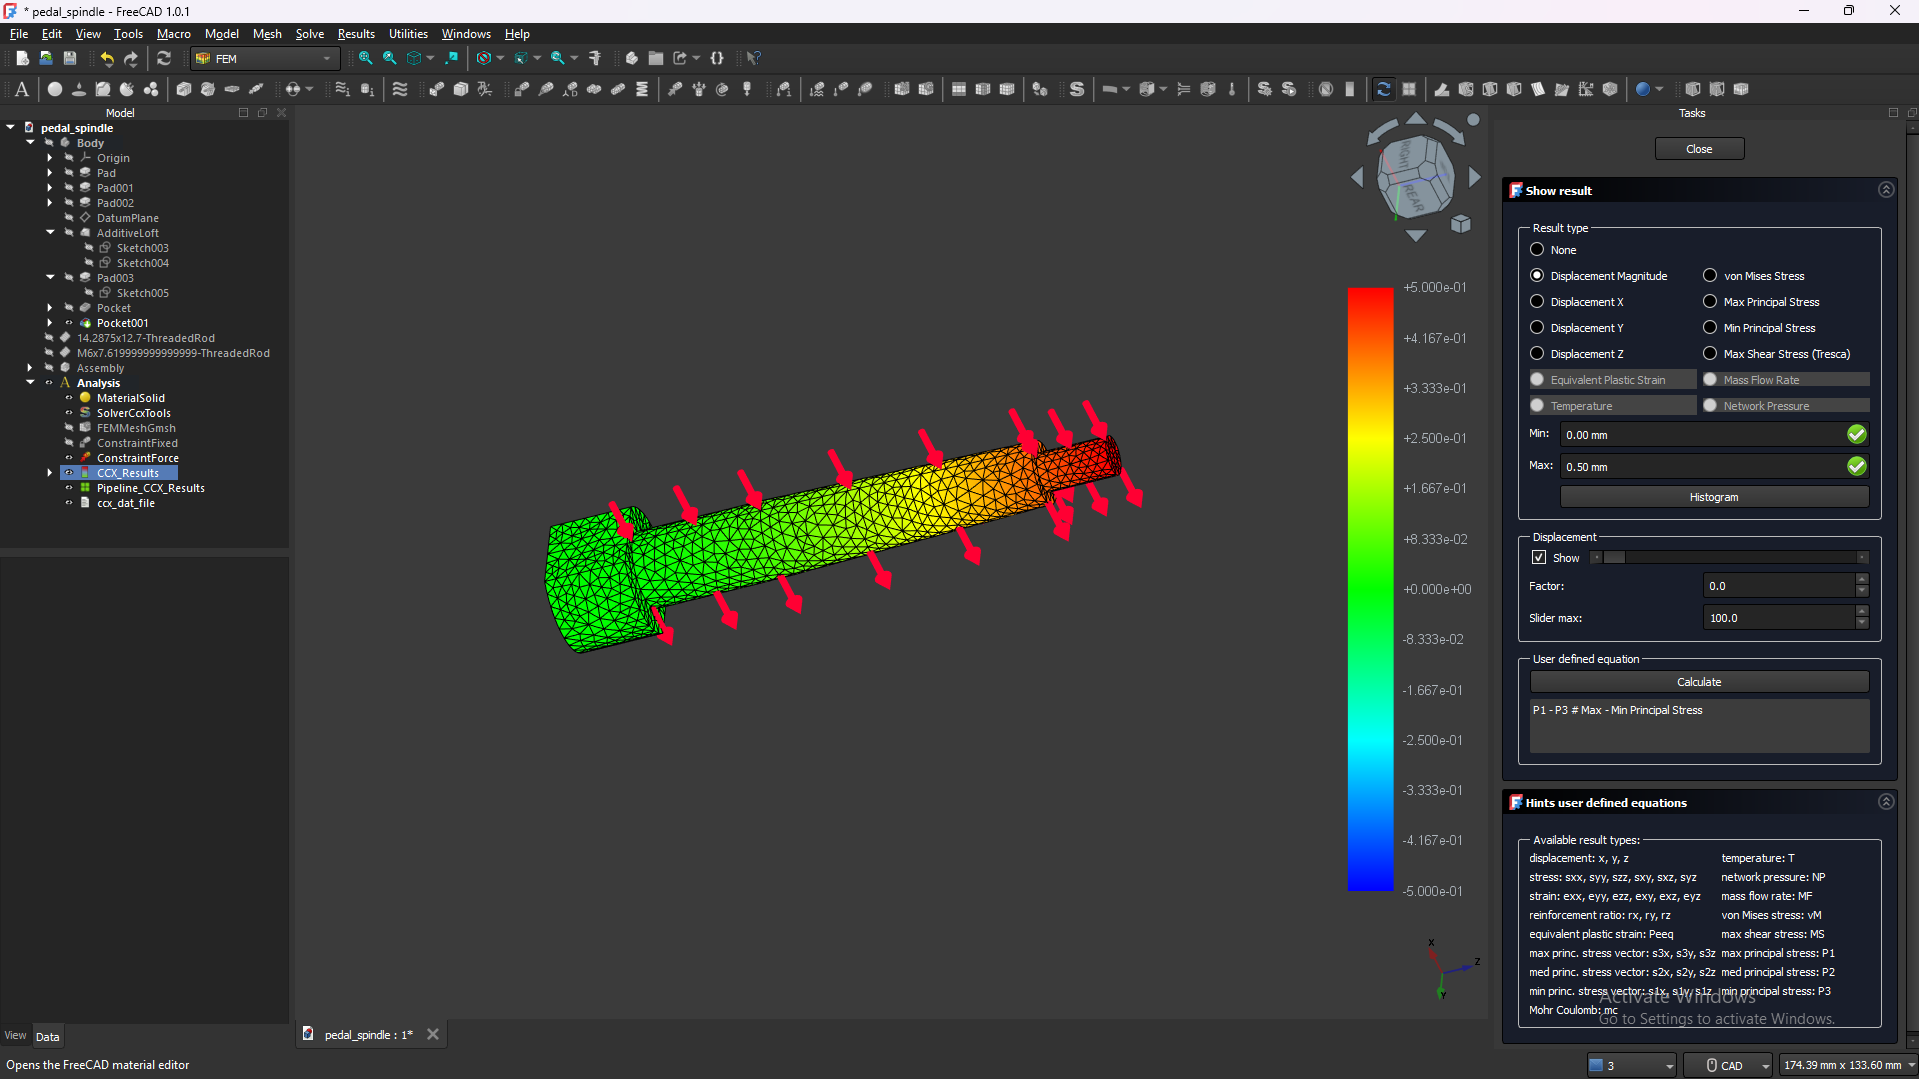 * pedal_spindle - FreeCAD 1.0.1
File Edit View Tools Macro Model Mesh Solve Results Utilities Windows Help
FEM
Model
pedal_spindle
Body
Origin
Pad
Pad001
Pad002
DatumPlane
AdditiveLoft
Sketch003
Sketch004
Pad003
Sketch005
Pocket
Pocket001
14.2875x12.7-ThreadedRod
M6x7.619999999999999-ThreadedRod
Assembly
Analysis
MaterialSolid
SolverCcxTools
FEMMeshGmsh
ConstraintFixed
ConstraintForce
CCX_Results
Pipeline_CCX_Results
ccx_dat_file
View Data
Opens the FreeCAD material editor
RIGHT
REAR
+5.000e-01
+4.167e-01
+3.333e-01
+2.500e-01
+1.667e-01
+8.333e-02
+0.000e+00
-8.333e-02
-1.667e-01
-2.500e-01
-3.333e-01
-4.167e-01
-5.000e-01
X
Z
Y
pedal_spindle : 1*
Tasks
Close
Show result
Result type
None
Displacement Magnitude von Mises Stress
Displacement X Max Principal Stress
Displacement Y Min Principal Stress
Displacement Z Max Shear Stress (Tresca)
Equivalent Plastic Strain Mass Flow Rate
Temperature Network Pressure
Min: 0.00 mm
Max: 0.50 mm
Histogram
Displacement
Show
Factor: 0.0
Slider max: 100.0
User defined equation
Calculate
P1 - P3 # Max - Min Principal Stress
Hints user defined equations
Available result types:
displacement: x, y, z temperature: T
stress: sxx, syy, szz, sxy, sxz, syz network pressure: NP
strain: exx, eyy, ezz, exy, exz, eyz mass flow rate: MF
reinforcement ratio: rx, ry, rz von Mises stress: vM
equivalent plastic strain: Peeq max shear stress: MS
max princ. stress vector: s3x, s3y, s3z max principal stress: P1
med princ. stress vector: s2x, s2y, s2z med principal stress: P2
min princ. stress vector: s1x, s1y, s1z min principal stress: P3
Mohr Coulomb: mc
Activate Windows
Go to Settings to activate Windows.
3 CAD 174.39 mm x 133.60 mm